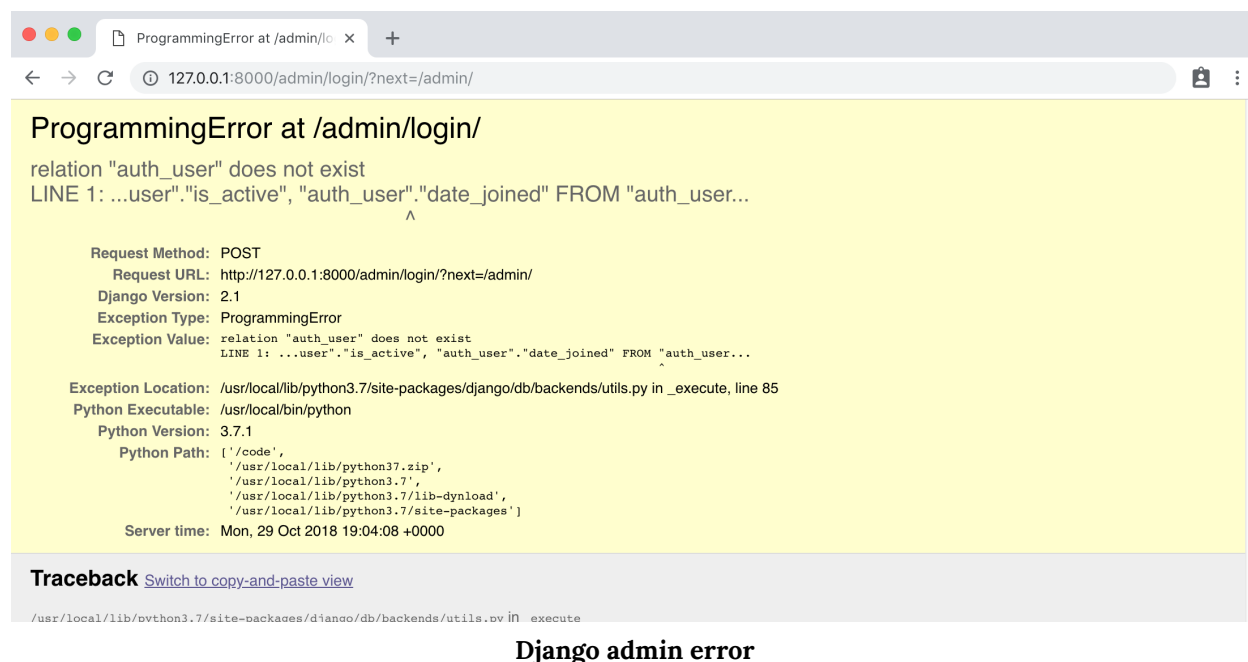 ProgrammingError at /admin/lo
127.0.0.1:8000/admin/login/?next=/admin/
ProgrammingError at /admin/login/
relation "auth_user" does not exist
LINE 1: ...user"."is_active", "auth_user"."date_joined" FROM "auth_user...
^
Request Method: POST
Request URL: http://127.0.0.1:8000/admin/login/?next=/admin/
Django Version: 2.1
Exception Type: ProgrammingError
Exception Value: relation "auth_user" does not exist
LINE 1: ...user"."is_active", "auth_user"."date_joined" FROM "auth_user...
^
Exception Location: /usr/local/lib/python3.7/site-packages/django/db/backends/utils.py in _execute, line 85
Python Executable: /usr/local/bin/python
Python Version: 3.7.1
Python Path: ['/code',
'/usr/local/lib/python37.zip',
'/usr/local/lib/python3.7',
'/usr/local/lib/python3.7/lib-dynload',
'/usr/local/lib/python3.7/site-packages']
Server time: Mon, 29 Oct 2018 19:04:08 +0000
Traceback Switch to copy-and-paste view
/usr/local/lib/python3.7/site-packages/django/db/backends/utils.py in _execute
Django admin error